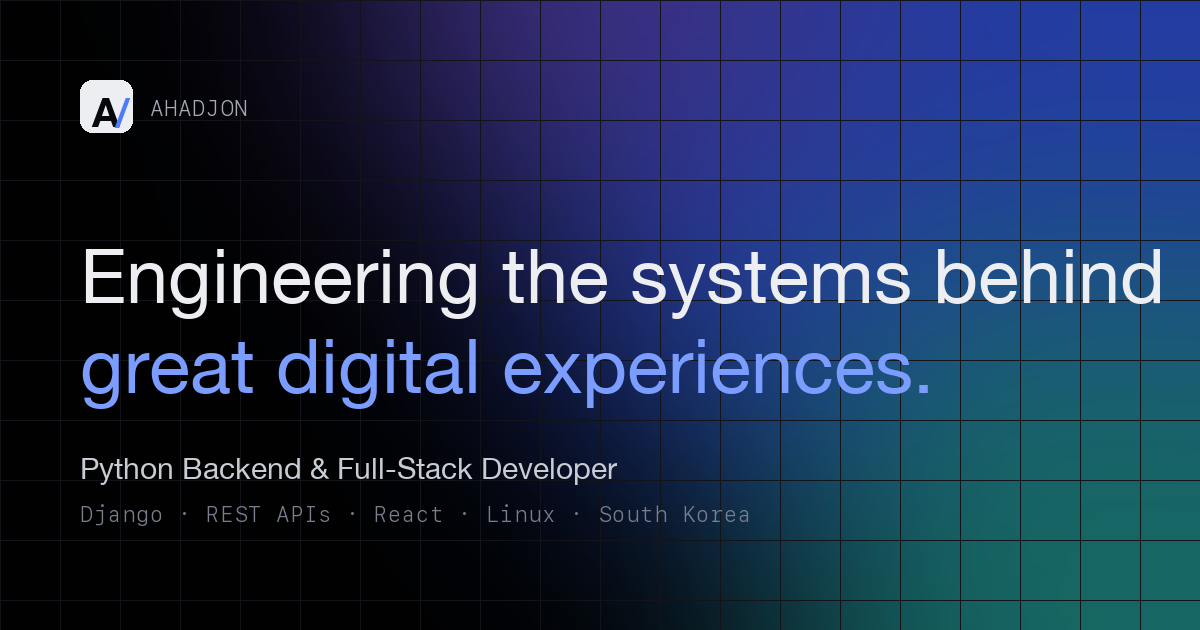 A/
AHADJON
Engineering the systems behind
great digital experiences.
Python Backend & Full-Stack Developer
Django · REST APIs · React · Linux · South Korea